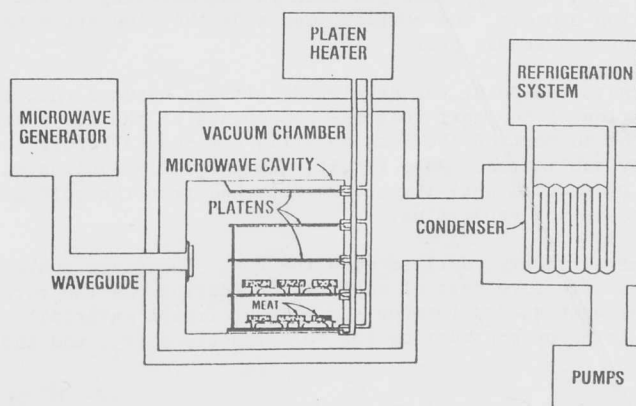 PLATEN
HEATER
REFRIGERATION
SYSTEM
MICROWAVE
GENERATOR
VACUUM CHAMBER
MICROWAVE CAVITY
PLATENS
CONDENSER
WAVEGUIDE
MEAT
PUMPS